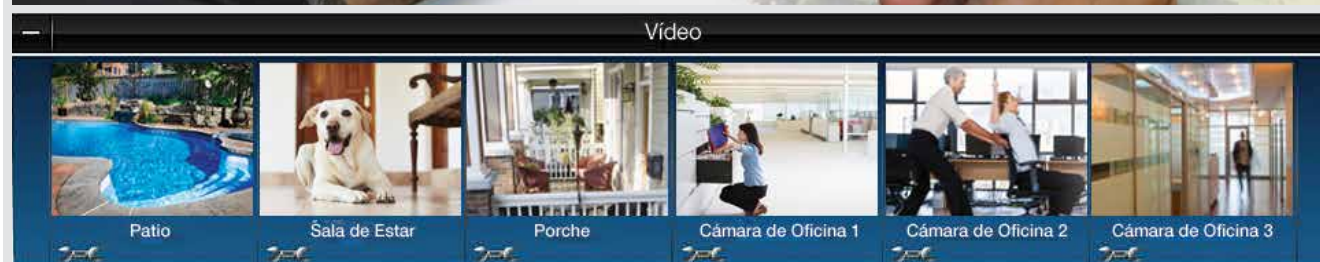 Vídeo
Patio
Sala de Estar
Porche
Cámara de Oficina 1
Cámara de Oficina 2
Cámara de Oficina 3